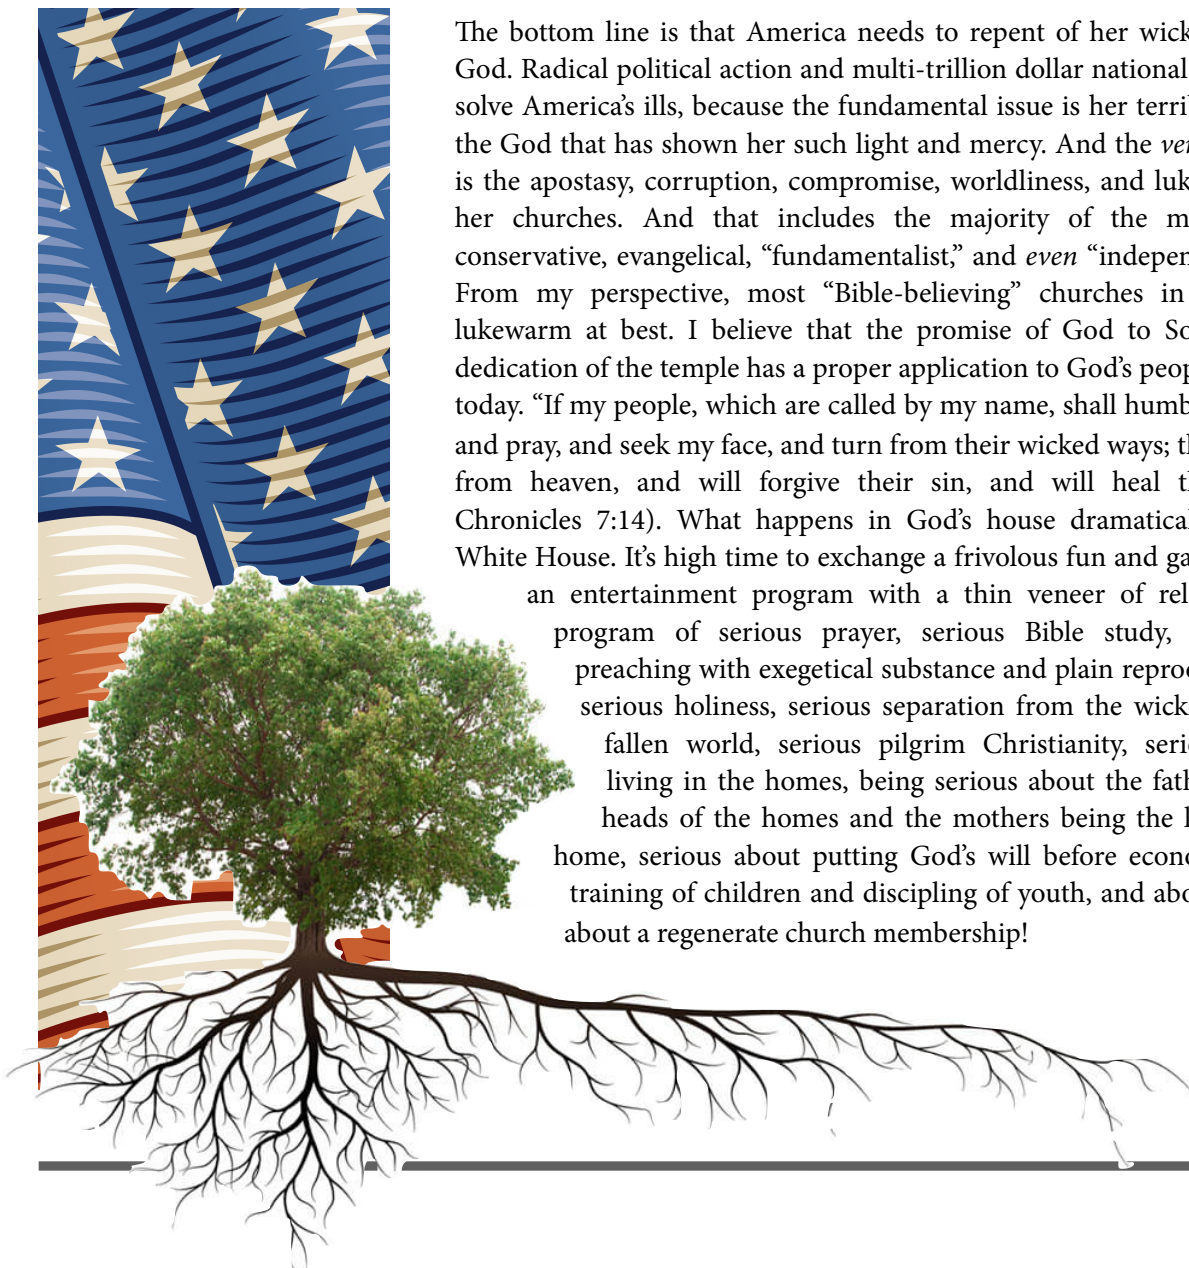 The bottom line is that America needs to repent of her wick
God. Radical political action and multi-trillion dollar national
solve America’s ills, because the fundamental issue is her terri
the God that has shown her such light and mercy. And the ver
is the apostasy, corruption, compromise, worldliness, and luk
her churches. And that includes the majority of the m
conservative, evangelical, “fundamentalist,” and even “indepen
From my perspective, most “Bible-believing” churches in
lukewarm at best. I believe that the promise of God to So
dedication of the temple has a proper application to God’s peop
today. “If my people, which are called by my name, shall humb
and pray, and seek my face, and turn from their wicked ways; th
from heaven, and will forgive their sin, and will heal th
Chronicles 7:14). What happens in God’s house dramatical
White House. It’s high time to exchange a frivolous fun and ga
an entertainment program with a thin veneer of rel
program of serious prayer, serious Bible study,
preaching with exegetical substance and plain reproo
serious holiness, serious separation from the wick
fallen world, serious pilgrim Christianity, seri
living in the homes, being serious about the fath
heads of the homes and the mothers being the
home, serious about putting God’s will before econo
training of children and discipling of youth, and abo
about a regenerate church membership!